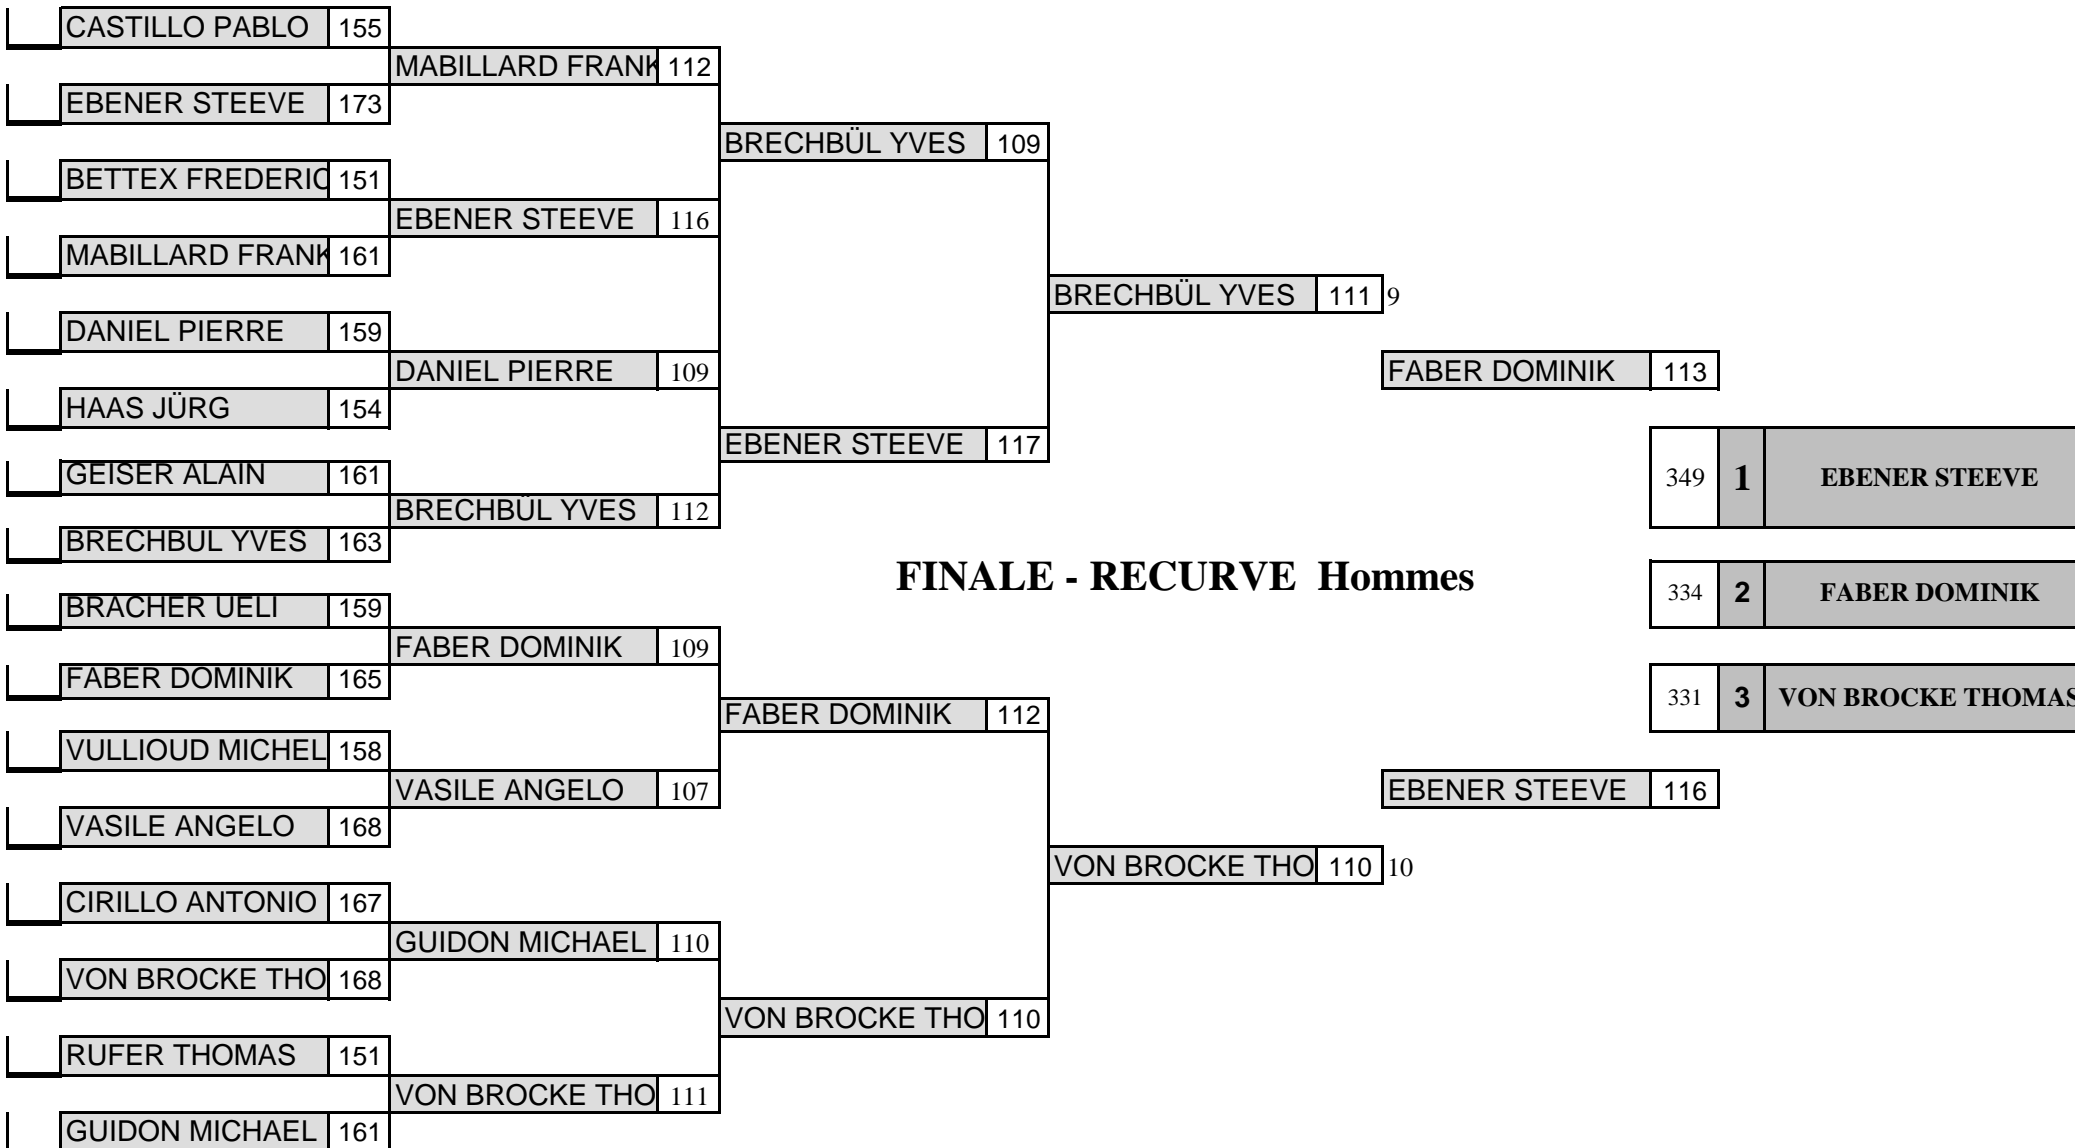 CASTILLO PABLO 155
MABILLARD FRANK 112
EBENER STEEVE 173
BRECHBÜL YVES 109
BETTEX FREDERIC 151
EBENER STEEVE 116
MABILLARD FRANK 161
BRECHBÜL YVES 111 9
DANIEL PIERRE 159
DANIEL PIERRE 109
FABER DOMINIK 113
HAAS JÜRG 154
EBENER STEEVE 117
GEISER ALAIN 161
349 1 EBENER STEEVE
BRECHBÜL YVES 112
BRECHBUL YVES 163
FINALE - RECURVE Hommes
334 2 FABER DOMINIK
BRACHER UELI 159
FABER DOMINIK 109
FABER DOMINIK 165
331 3 VON BROCKE THOMAS
FABER DOMINIK 112
VULLIOUD MICHEL 158
VASILE ANGELO 107
EBENER STEEVE 116
VASILE ANGELO 168
VON BROCKE THO 110 10
CIRILLO ANTONIO 167
GUIDON MICHAEL 110
VON BROCKE THO 168
VON BROCKE THO 110
RUFER THOMAS 151
VON BROCKE THO 111
GUIDON MICHAEL 161